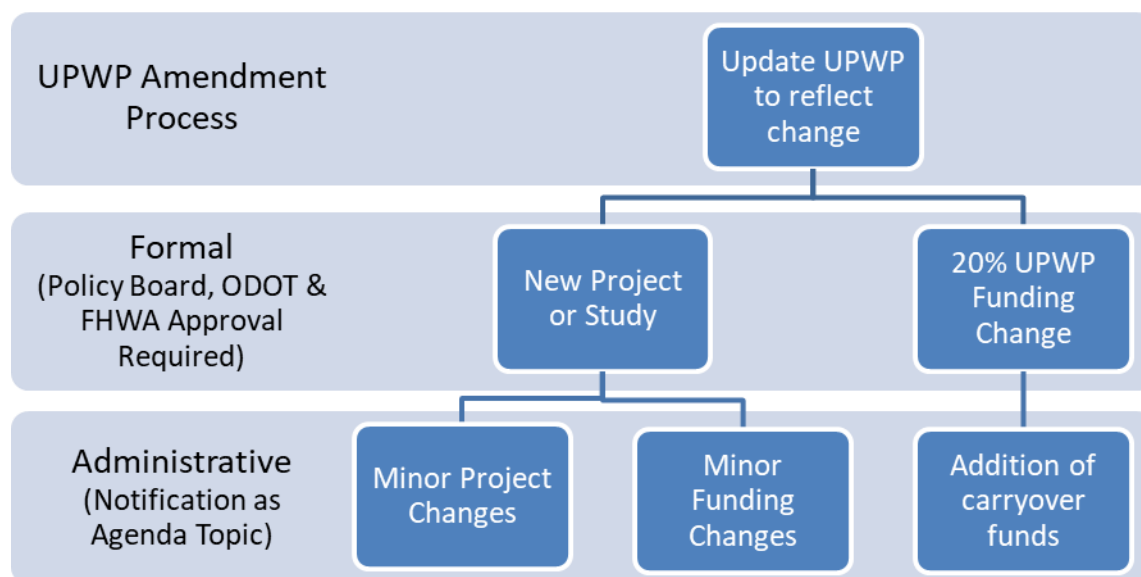 UPWP Amendment
Process
Update UPWP
to reflect
change
Formal
(Policy Board, ODOT &
FHWA Approval
Required)
New Project
or Study
20% UPWP
Funding
Change
Administrative
(Notification as
Agenda Topic)
Minor Project
Changes
Minor
Funding
Changes
Addition of
carryover
funds